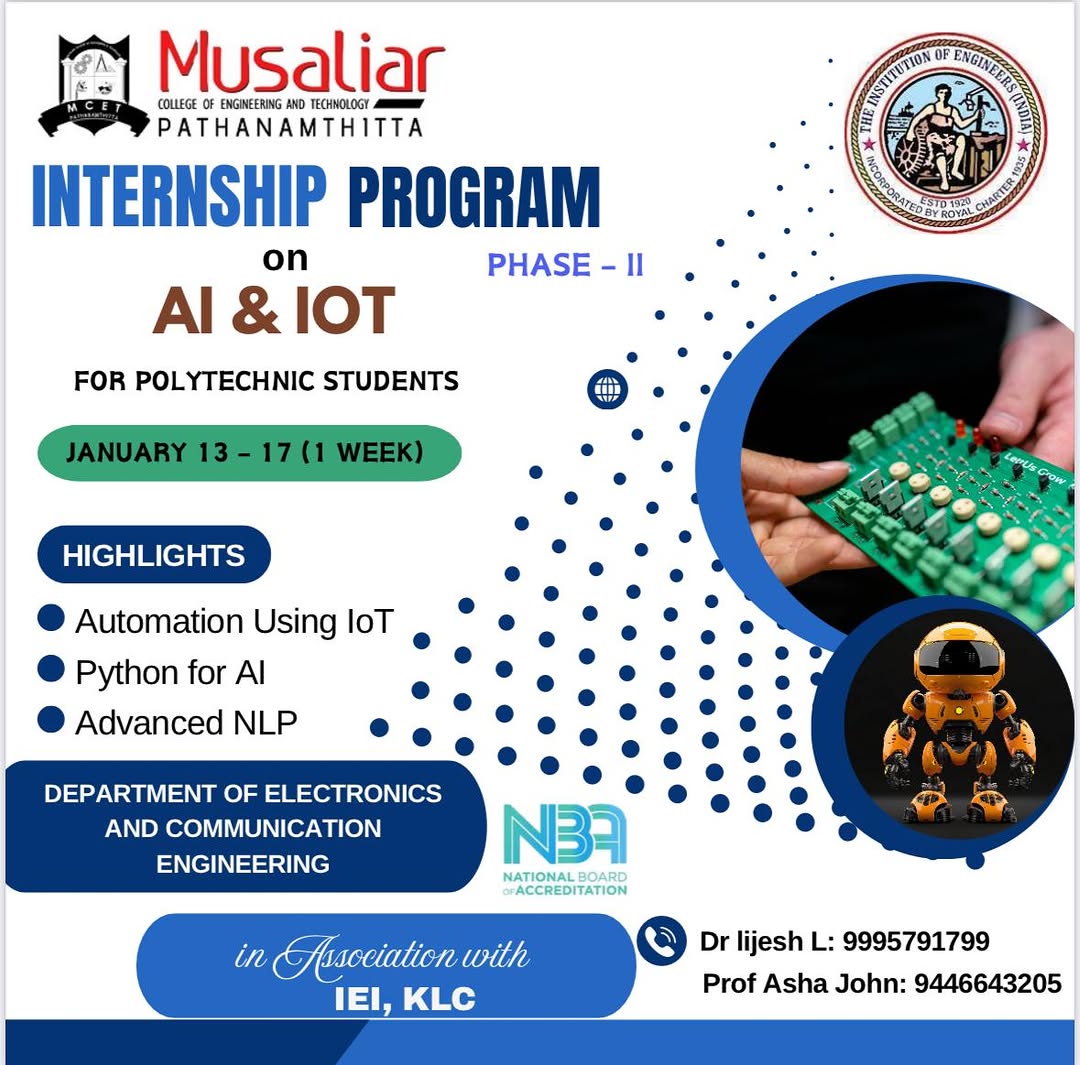 Musaliar
COLLEGE OF ENGINEERING AND TECHNOLOGY
PATHANAMTHITTA
MCET
PATHANAMTHITTA
THE INSTITUTION OF ENGINEERS (INDIA)
ESTD 1920
INCORPORATED BY ROYAL CHARTER 1935
INTERNSHIP PROGRAM
on
PHASE – II
AI & IOT
FOR POLYTECHNIC STUDENTS
JANUARY 13 – 17 (1 WEEK)
LetUs Grow
HIGHLIGHTS
Automation Using IoT
Python for AI
Advanced NLP
DEPARTMENT OF ELECTRONICS
AND COMMUNICATION
ENGINEERING
NBA
NATIONAL BOARD
OF ACCREDITATION
in Association with
IEI, KLC
Dr lijesh L: 9995791799
Prof Asha John: 9446643205